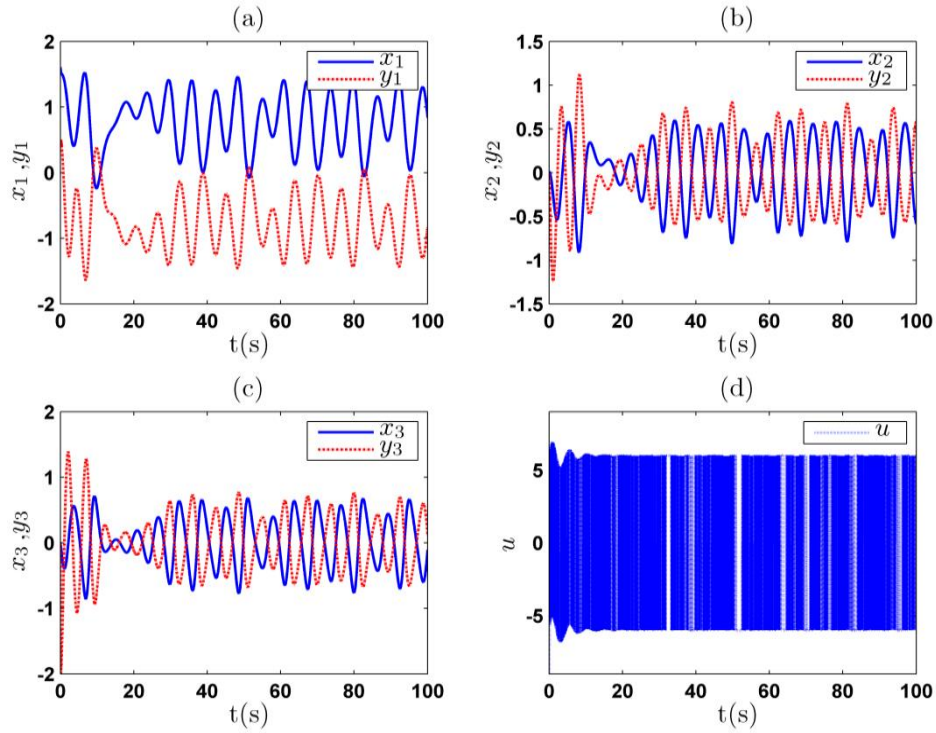 (a)
2
1
0
-1
-2
x₁ ,y₁
x₁
y₁
0 20 40 60 80 100
t(s)
(b)
1.5
1
0.5
0
-0.5
-1
-1.5
x₂ ,y₂
x₂
y₂
0 20 40 60 80 100
t(s)
(c)
2
1
0
-1
-2
x₃ ,y₃
x₃
y₃
0 20 40 60 80 100
t(s)
(d)
5
0
-5
u
u
0 20 40 60 80 100
t(s)